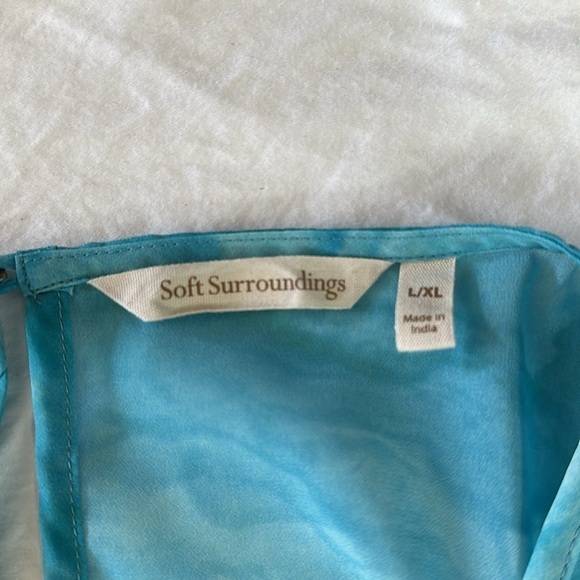 Soft Surroundings
L/XL
Made in
India